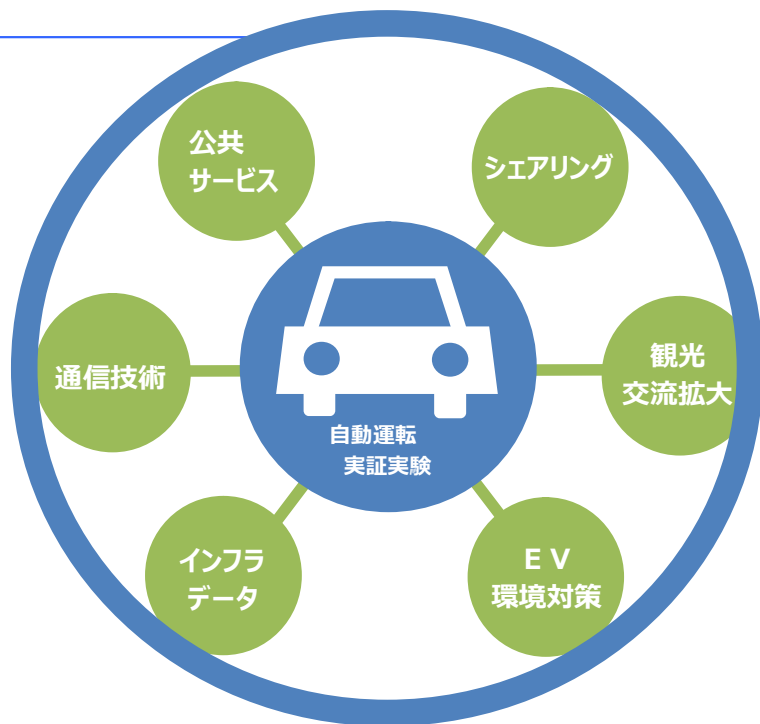 公共
サービス
シェアリング
通信技術
観光
交流拡大
自動運転
実証実験
インフラ
データ
ＥＶ
環境対策